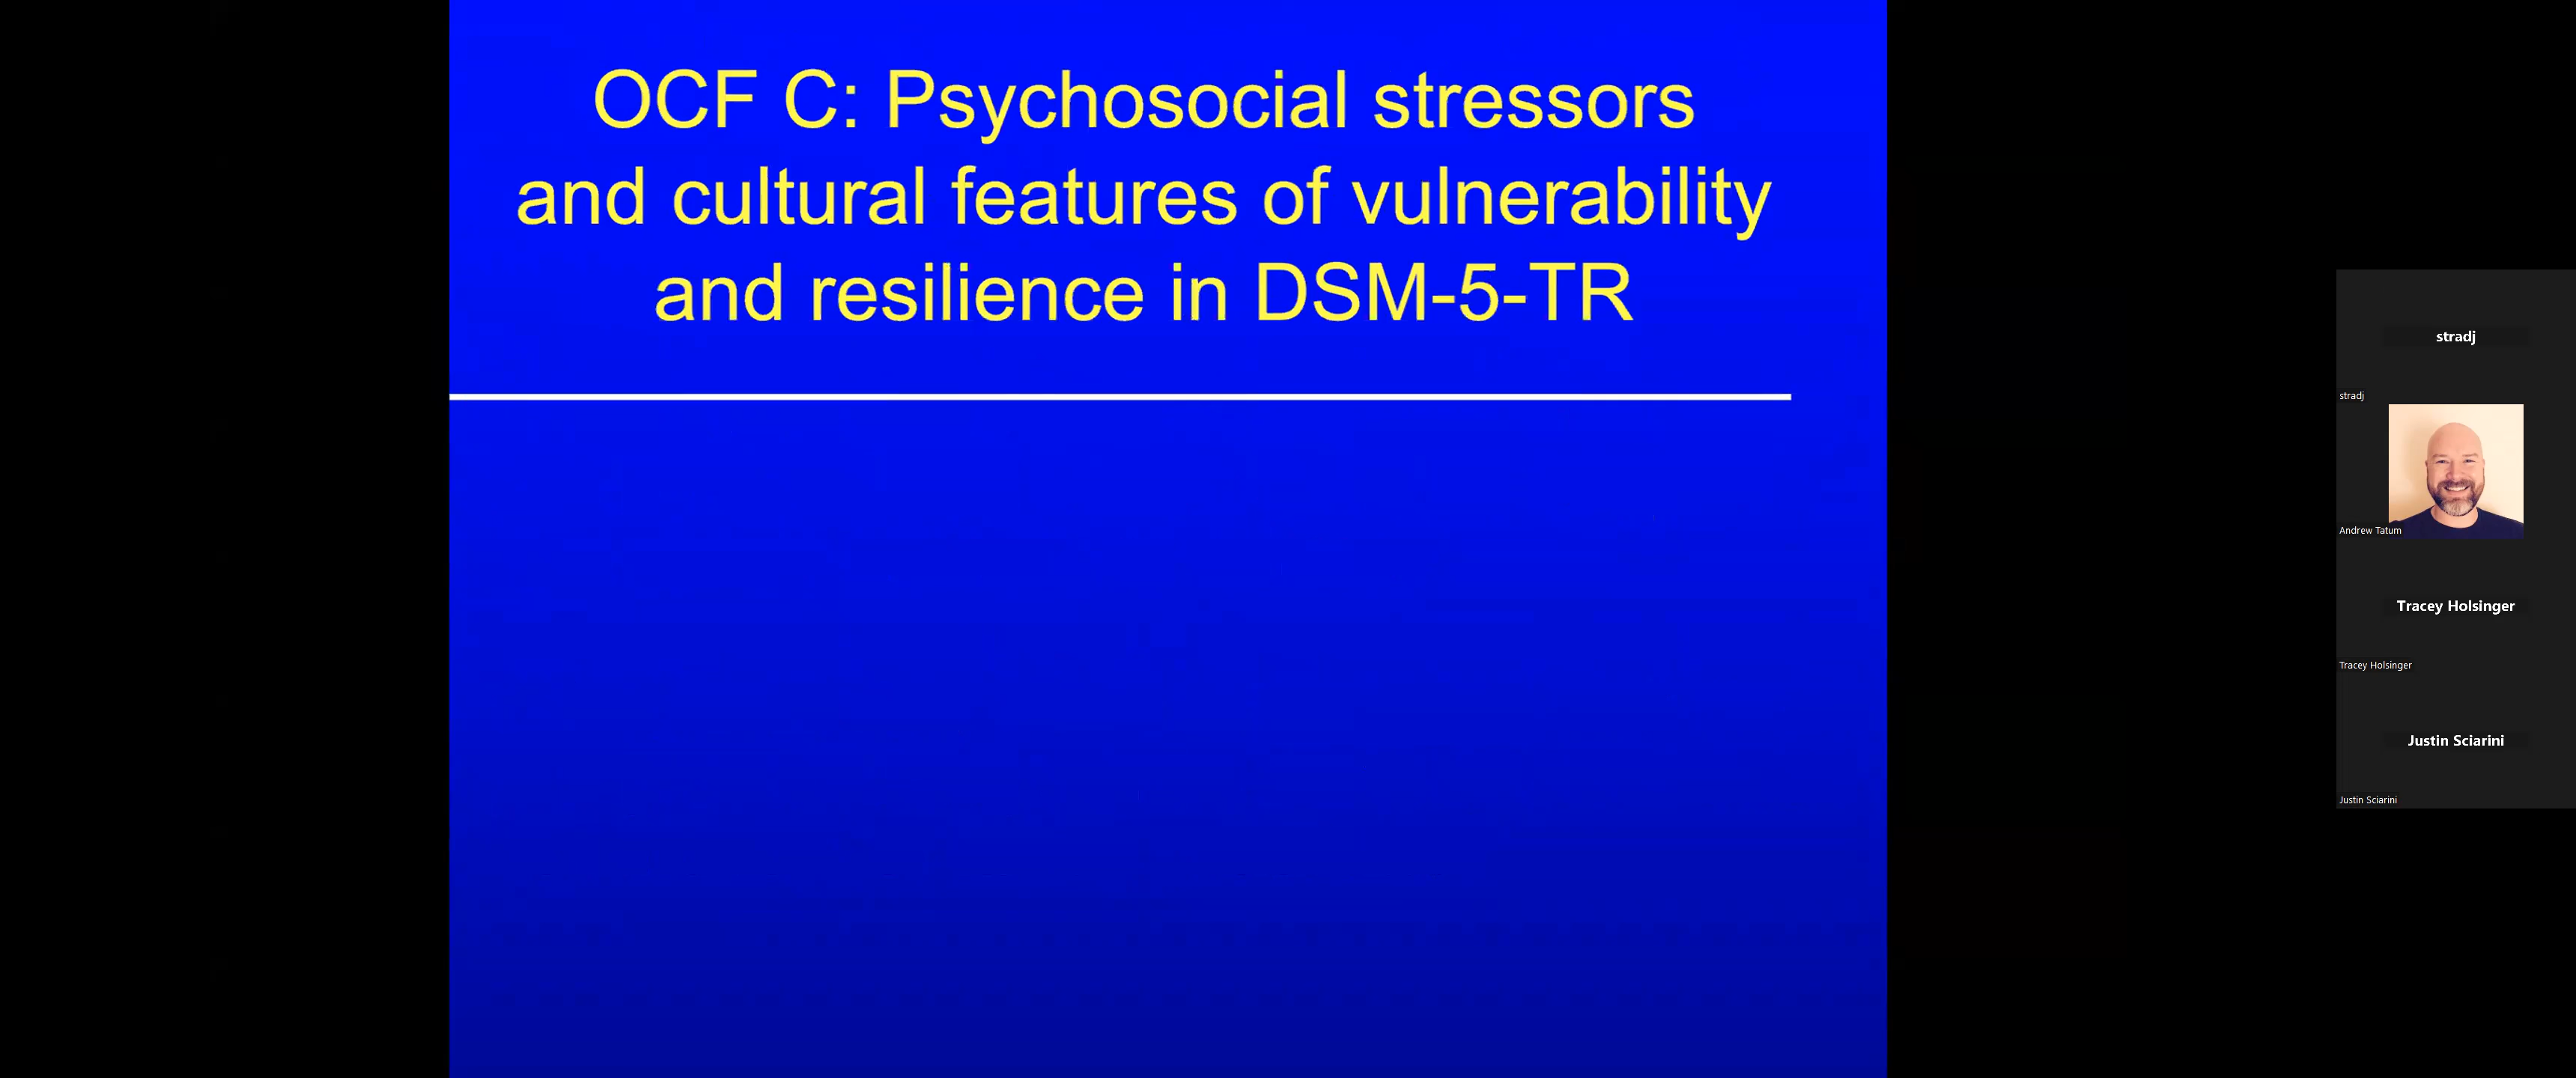 OCF C: Psychosocial stressors
and cultural features of vulnerability
and resilience in DSM-5-TR
stradj
stradj
Andrew Tatum
Tracey Holsinger
Tracey Holsinger
Justin Sciarini
Justin Sciarini